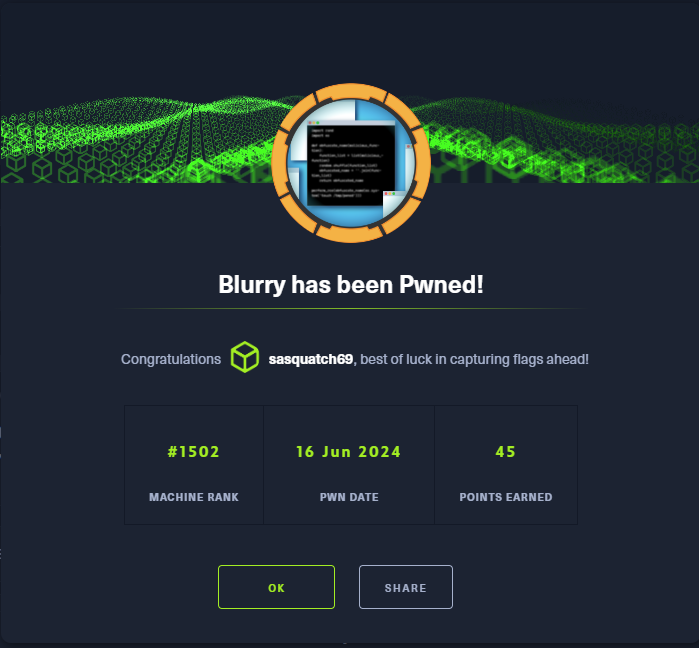 Blurry has been Pwned!
Congratulations sasquatch69, best of luck in capturing flags ahead!
#1502 16 Jun 2024 45
MACHINE RANK PWN DATE POINTS EARNED
OK SHARE